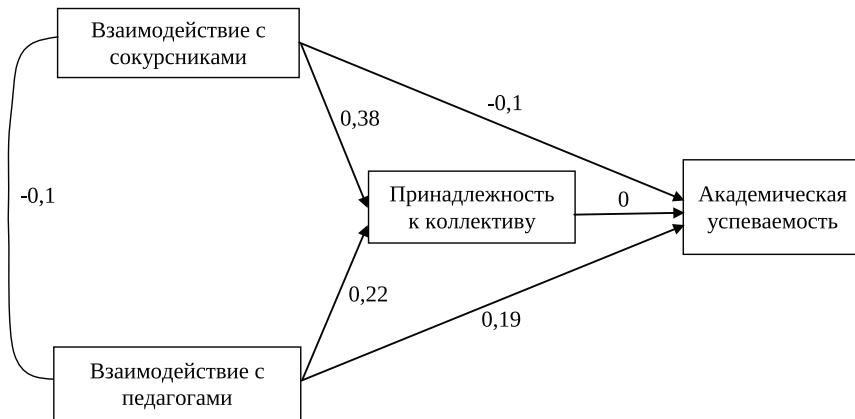 Взаимодействие с
сокурсниками
-0,1
0,38
-0,1
Принадлежность
к коллективу
0
Академическая
успеваемость
0,22
0,19
Взаимодействие с
педагогами